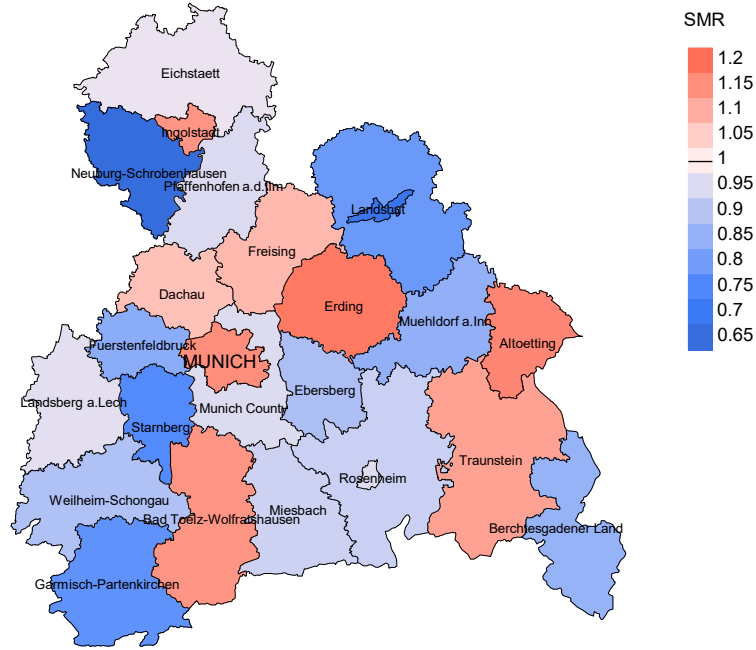 SMR
1.2
1.15
1.1
1.05
1
0.95
0.9
0.85
0.8
0.75
0.7
0.65
Eichstaett
Ingolstadt
Neuburg-Schrobenhausen
Pfaffenhofen a.d.Ilm
Landshut
Freising
Dachau
Erding
Muehldorf a.Inn
Altoetting
Fuerstenfeldbruck
MUNICH
Ebersberg
Landsberg a.Lech
Munich County
Starnberg
Traunstein
Rosenheim
Weilheim-Schongau
Miesbach
Bad Toelz-Wolfratshausen
Berchtesgadener Land
Garmisch-Partenkirchen